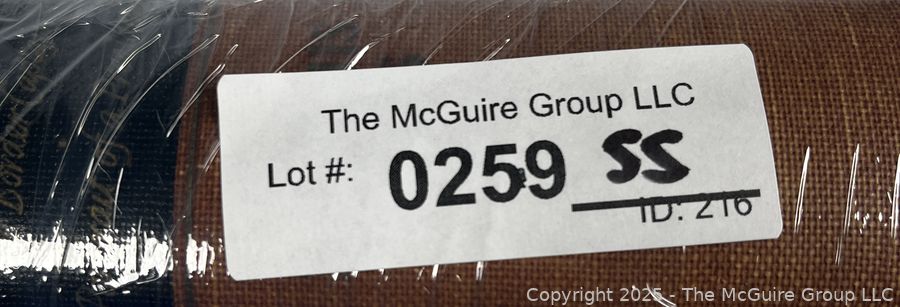 The McGuire Group LLC
Lot #: 0259 SS
ID: 216
Copyright 2025 - The McGuire Group LLC